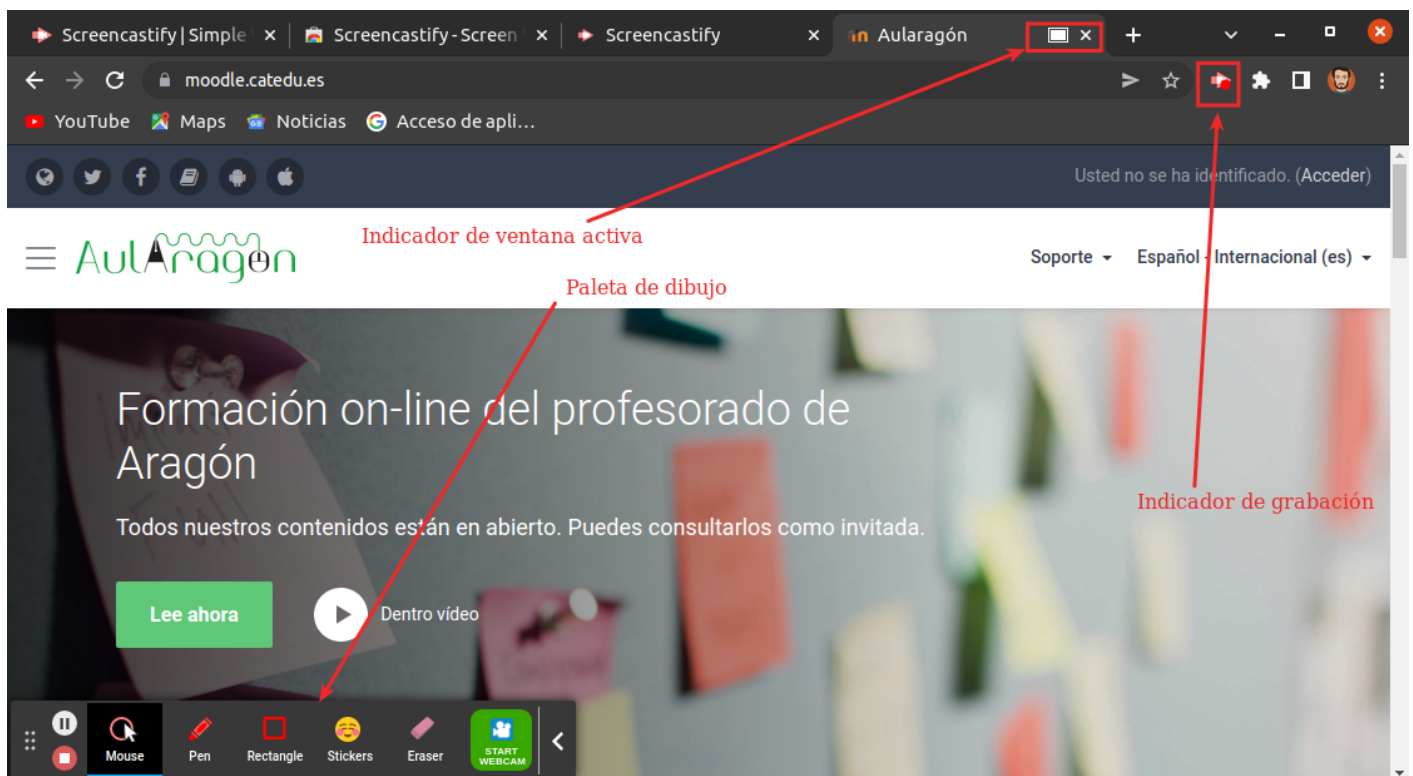 Screencastify | Simple
Screencastify - Screen
Screencastify
Aularagón
moodle.catedu.es
YouTube
Maps
Noticias
Acceso de apli...
Usted no se ha identificado. (Acceder)
AulAragón
Indicador de ventana activa
Soporte
Español - Internacional (es)
Paleta de dibujo
Formación on-line del profesorado de
Aragón
Indicador de grabación
Todos nuestros contenidos están en abierto. Puedes consultarlos como invitada.
Lee ahora
Dentro vídeo
Mouse
Pen
Rectangle
Stickers
Eraser
START
WEBCAM